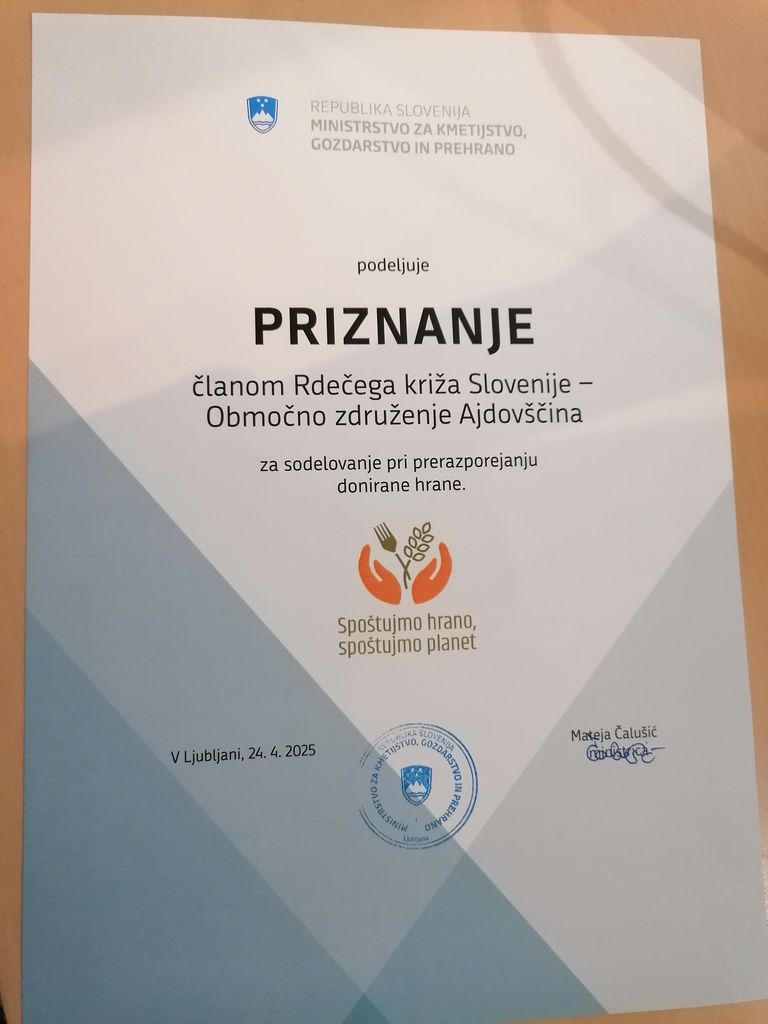 REPUBLIKA SLOVENIJA
MINISTRSTVO ZA KMETIJSTVO,
GOZDARSTVO IN PREHRANO
podeljuje
PRIZNANJE
članom Rdečega križa Slovenije –
Območno združenje Ajdovščina
za sodelovanje pri prerazporejanju
donirane hrane.
Spoštujmo hrano,
spoštujmo planet
V Ljubljani, 24. 4. 2025
REPUBLIKA SLOVENIJA
MINISTRSTVO ZA KMETIJSTVO, GOZDARSTVO IN PREHRANO
1
Ljubljana
Mateja Čalušić
ministrica